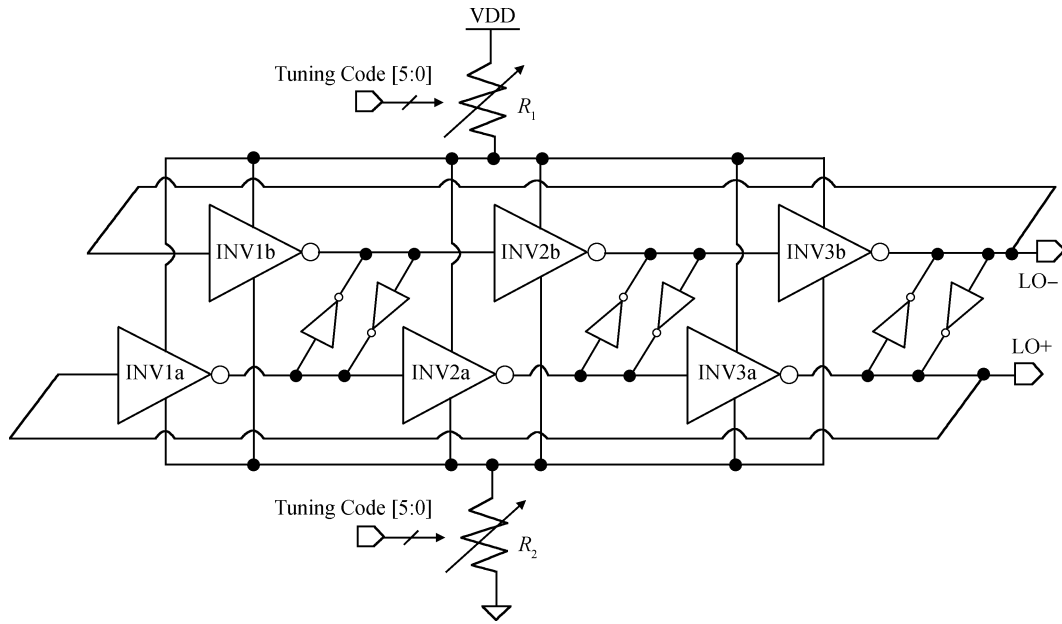 VDD
Tuning Code [5:0]
R1
INV1b
INV2b
INV3b
LO−
INV1a
INV2a
INV3a
LO+
Tuning Code [5:0]
R2